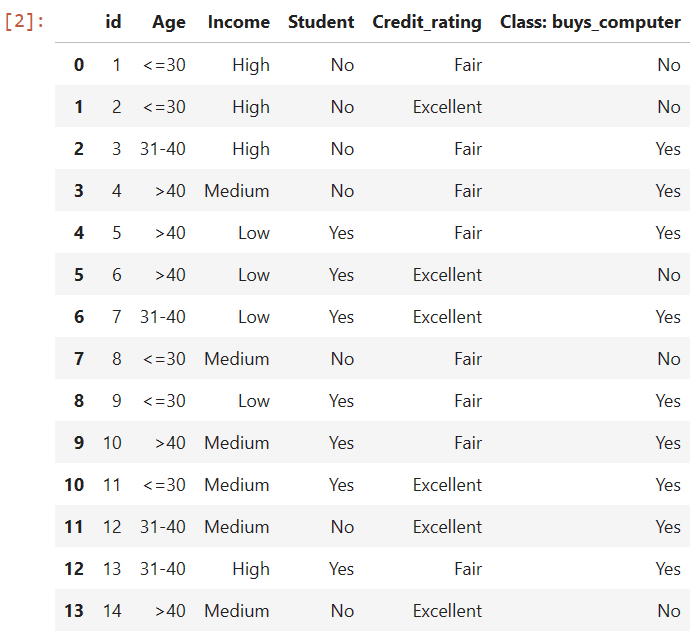 [2]: id Age Income Student Credit_rating Class: buys_computer
0 1 <=30 High No Fair No
1 2 <=30 High No Excellent No
2 3 31-40 High No Fair Yes
3 4 >40 Medium No Fair Yes
4 5 >40 Low Yes Fair Yes
5 6 >40 Low Yes Excellent No
6 7 31-40 Low Yes Excellent Yes
7 8 <=30 Medium No Fair No
8 9 <=30 Low Yes Fair Yes
9 10 >40 Medium Yes Fair Yes
10 11 <=30 Medium Yes Excellent Yes
11 12 31-40 Medium No Excellent Yes
12 13 31-40 High Yes Fair Yes
13 14 >40 Medium No Excellent No